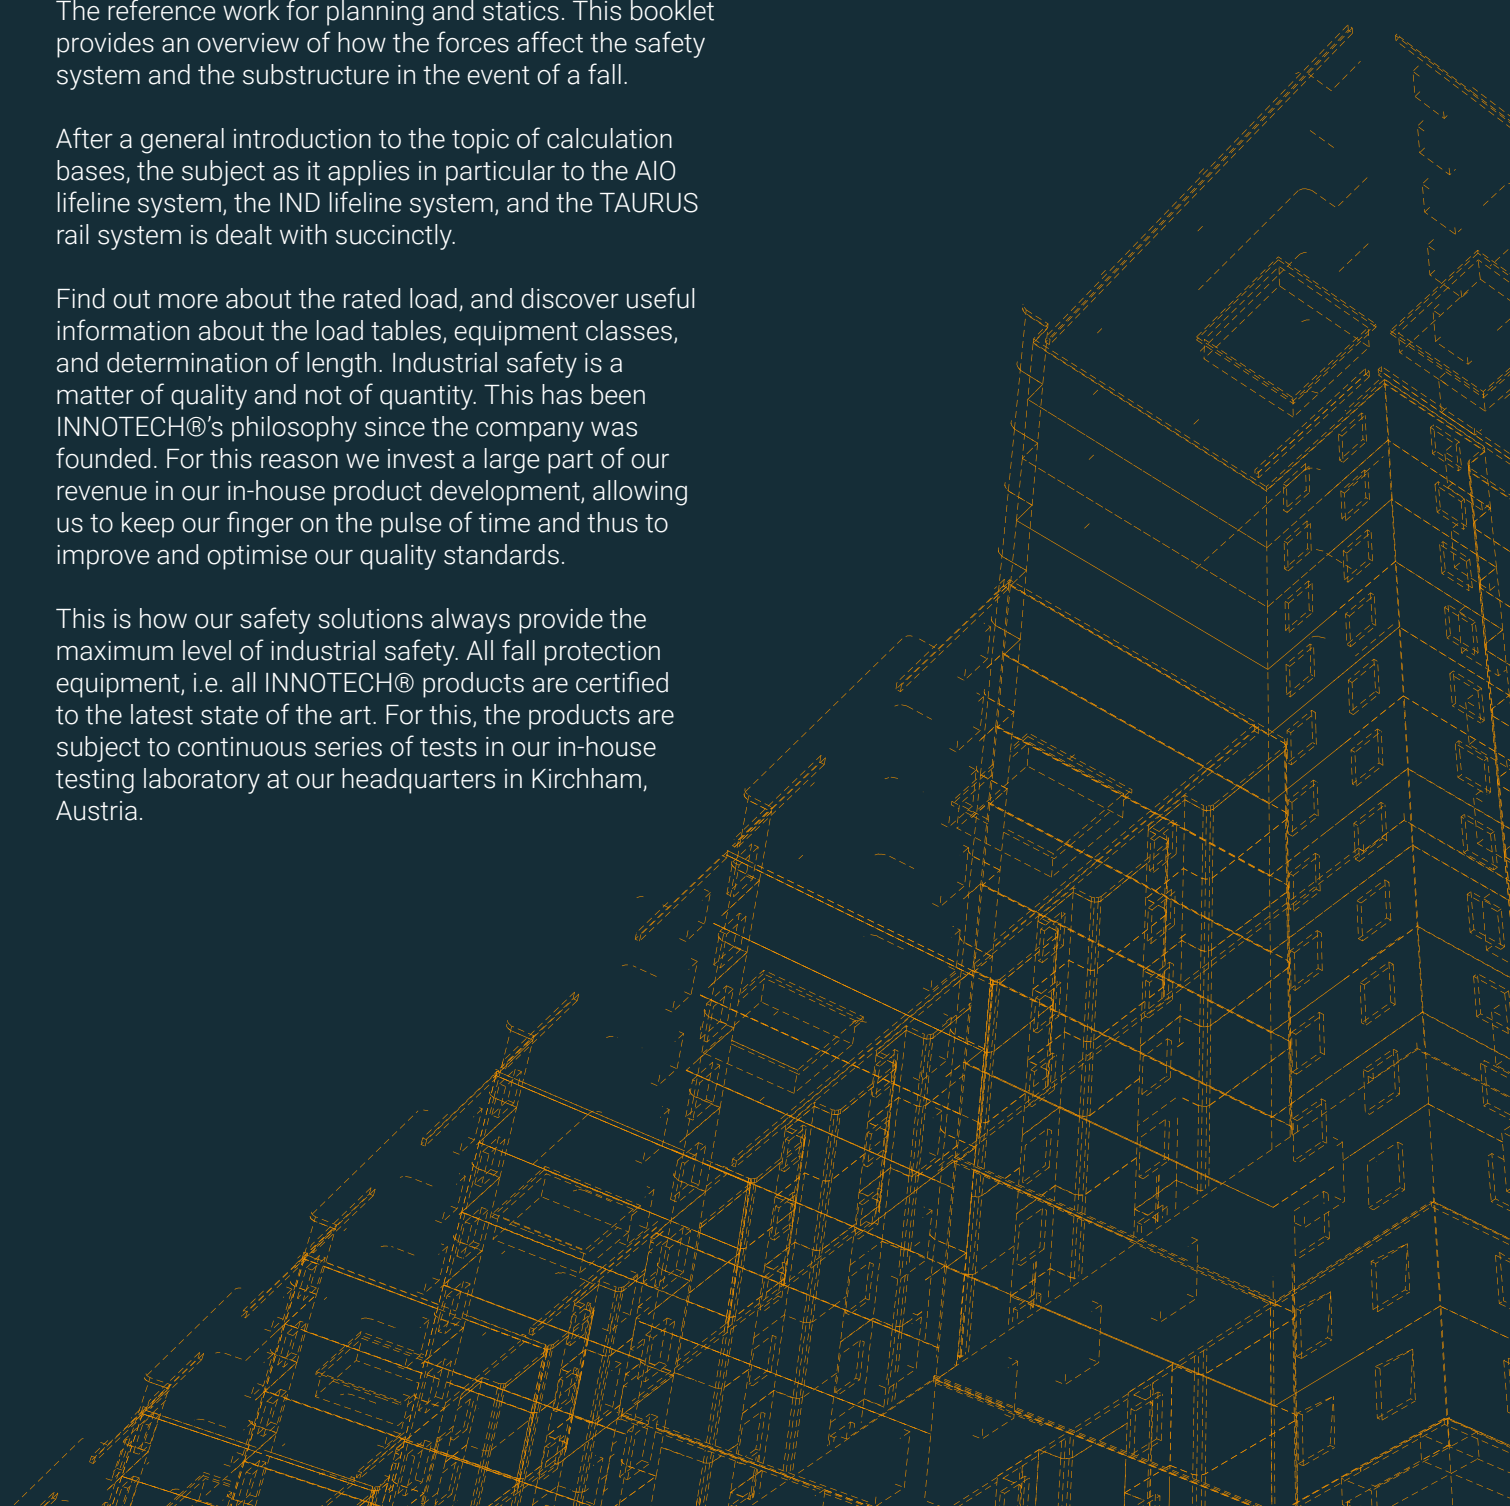 The reference work for planning and statics. This booklet
provides an overview of how the forces affect the safety
system and the substructure in the event of a fall.
After a general introduction to the topic of calculation
bases, the subject as it applies in particular to the AIO
lifeline system, the IND lifeline system, and the TAURUS
rail system is dealt with succinctly.
Find out more about the rated load, and discover useful
information about the load tables, equipment classes,
and determination of length. Industrial safety is a
matter of quality and not of quantity. This has been
INNOTECH®’s philosophy since the company was
founded. For this reason we invest a large part of our
revenue in our in-house product development, allowing
us to keep our finger on the pulse of time and thus to
improve and optimise our quality standards.
This is how our safety solutions always provide the
maximum level of industrial safety. All fall protection
equipment, i.e. all INNOTECH® products are certified
to the latest state of the art. For this, the products are
subject to continuous series of tests in our in-house
testing laboratory at our headquarters in Kirchham,
Austria.